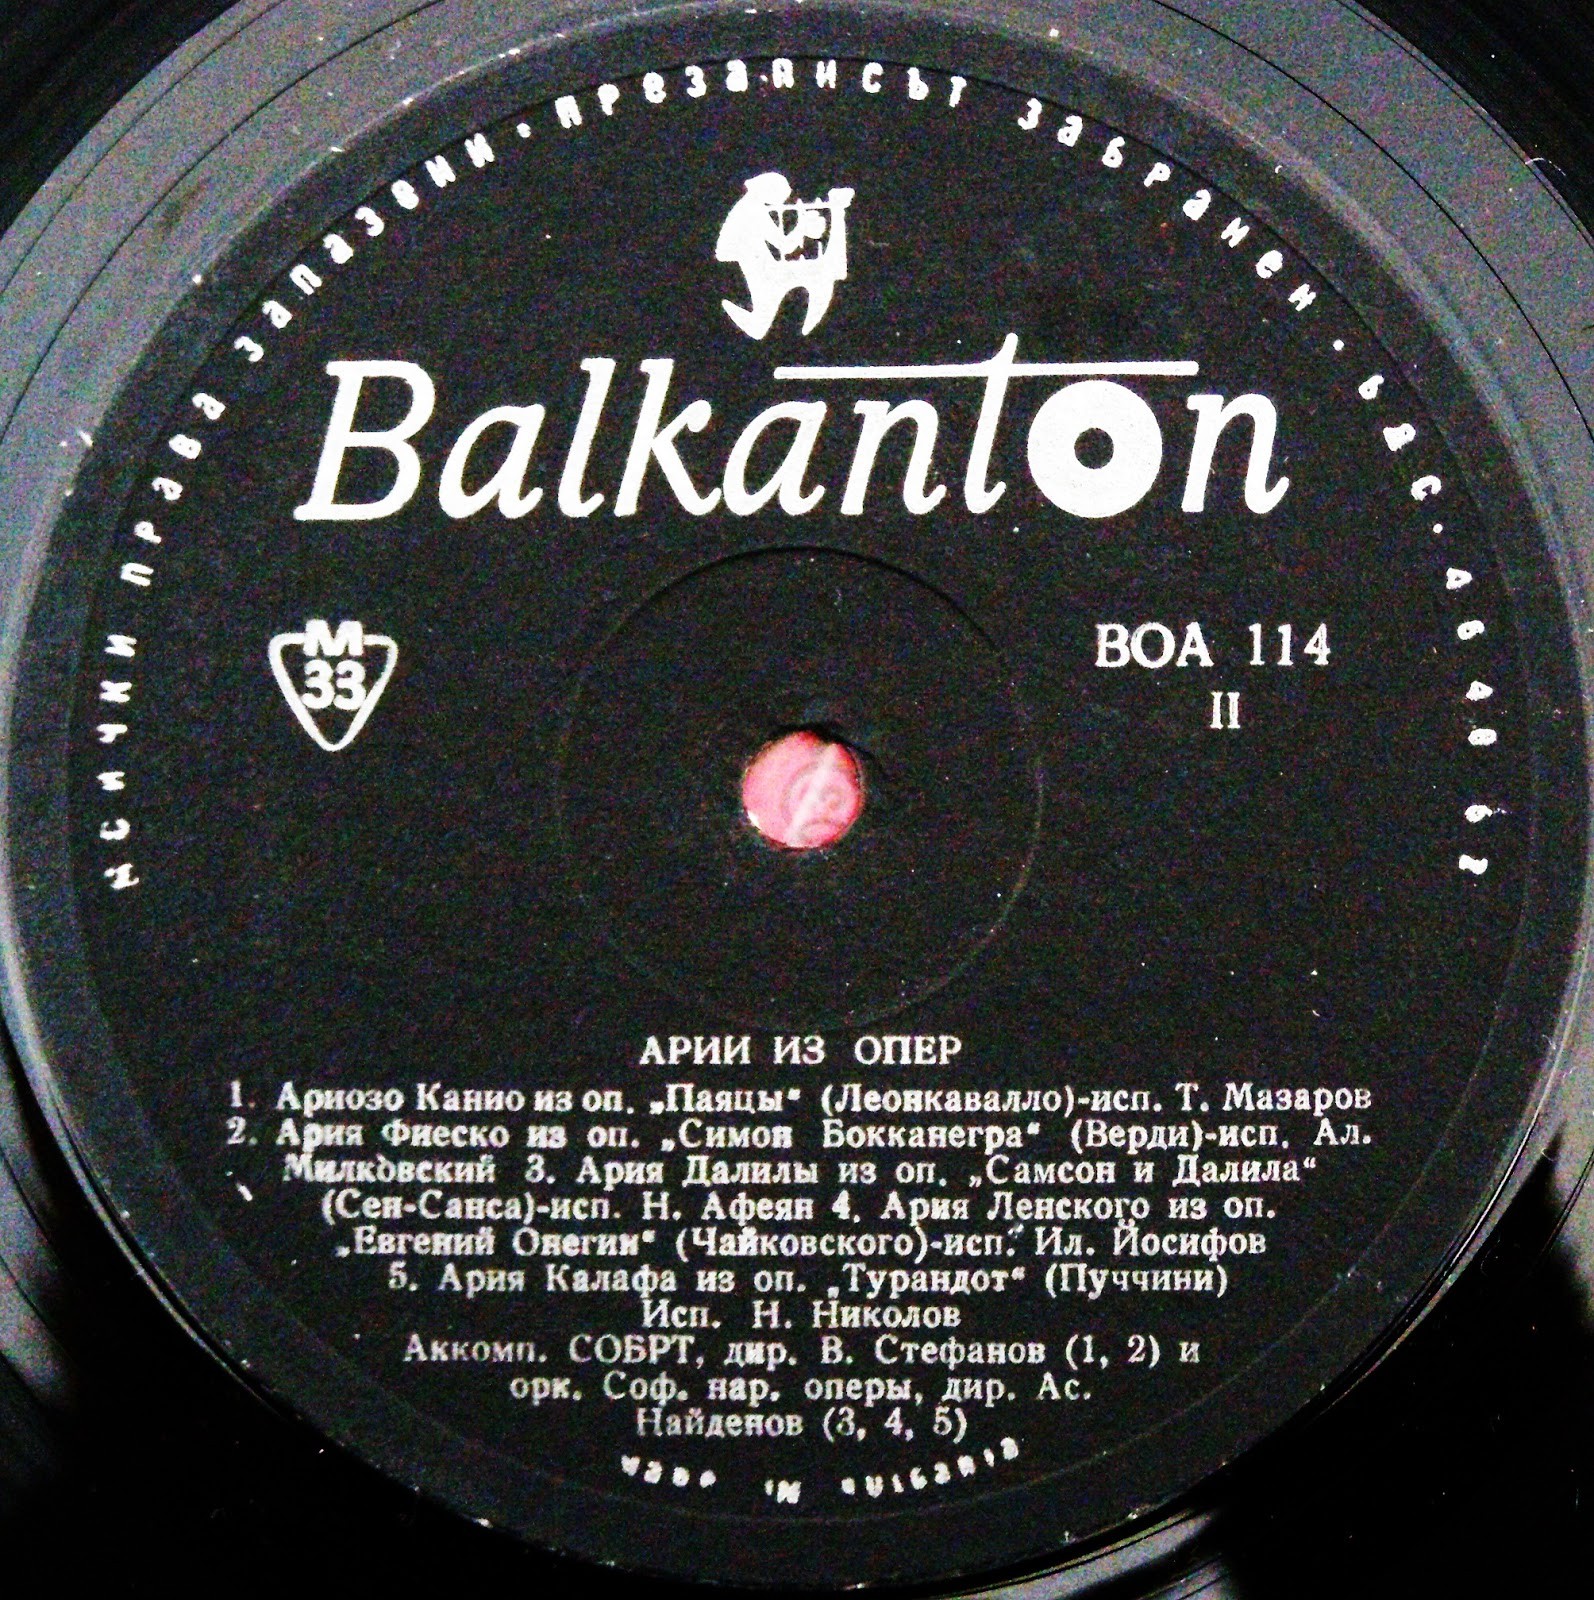 всички права запазени · презаписът забранен · БДС
Balkanton
М
33
ВОА 114
II
АРИИ ИЗ ОПЕР
1. Ариозо Канио из оп. „Паяцы“ (Леонкавалло)-исп. Т. Мазаров
2. Ария Фиеско из оп. „Симон Бокканегра“ (Верди)-исп. Ал.
Милковский 3. Ария Далилы из оп. „Самсон и Далила“
(Сен-Санса)-исп. Н. Афеян 4. Ария Ленского из оп.
„Евгений Онегин“ (Чайковского)-исп. Ил. Йосифов
5. Ария Калафа из оп. „Турандот“ (Пуччини)
Исп. Н. Николов
Аккомп. СОБРТ, дир. В. Стефанов (1, 2) и
орк. Соф. нар. оперы, дир. Ас.
Найденов (3, 4, 5)
MADE IN BULGARIA